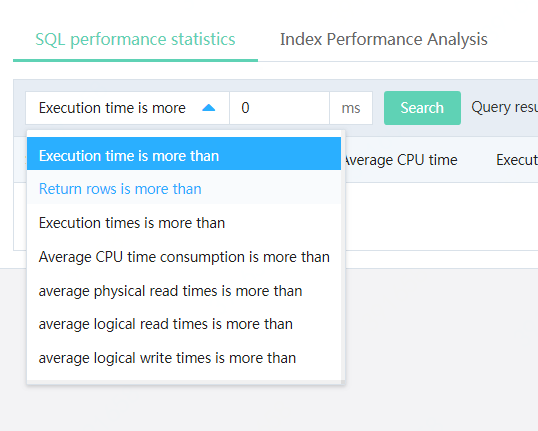 SQL performance statistics Index Performance Analysis
Execution time is more 0 ms Search Query resu
Execution time is more than
Average CPU time Execut
Return rows is more than
Execution times is more than
Average CPU time consumption is more than
average physical read times is more than
average logical read times is more than
average logical write times is more than